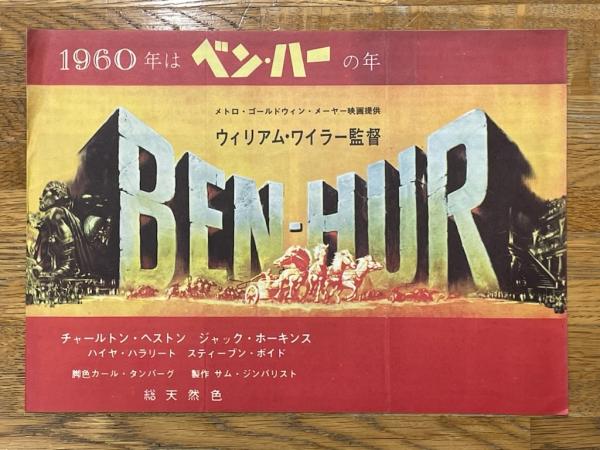 1960年は ベン・ハーの年
メトロ・ゴールドウィン・メーヤー映画提供
ウィリアム・ワイラー監督
BEN-HUR
チャールトン・ヘストン ジャック・ホーキンス
ハイヤ・ハラリート スティーブン・ボイド
脚色カール・タンバーグ 製作 サム・ジンバリスト
総天然色